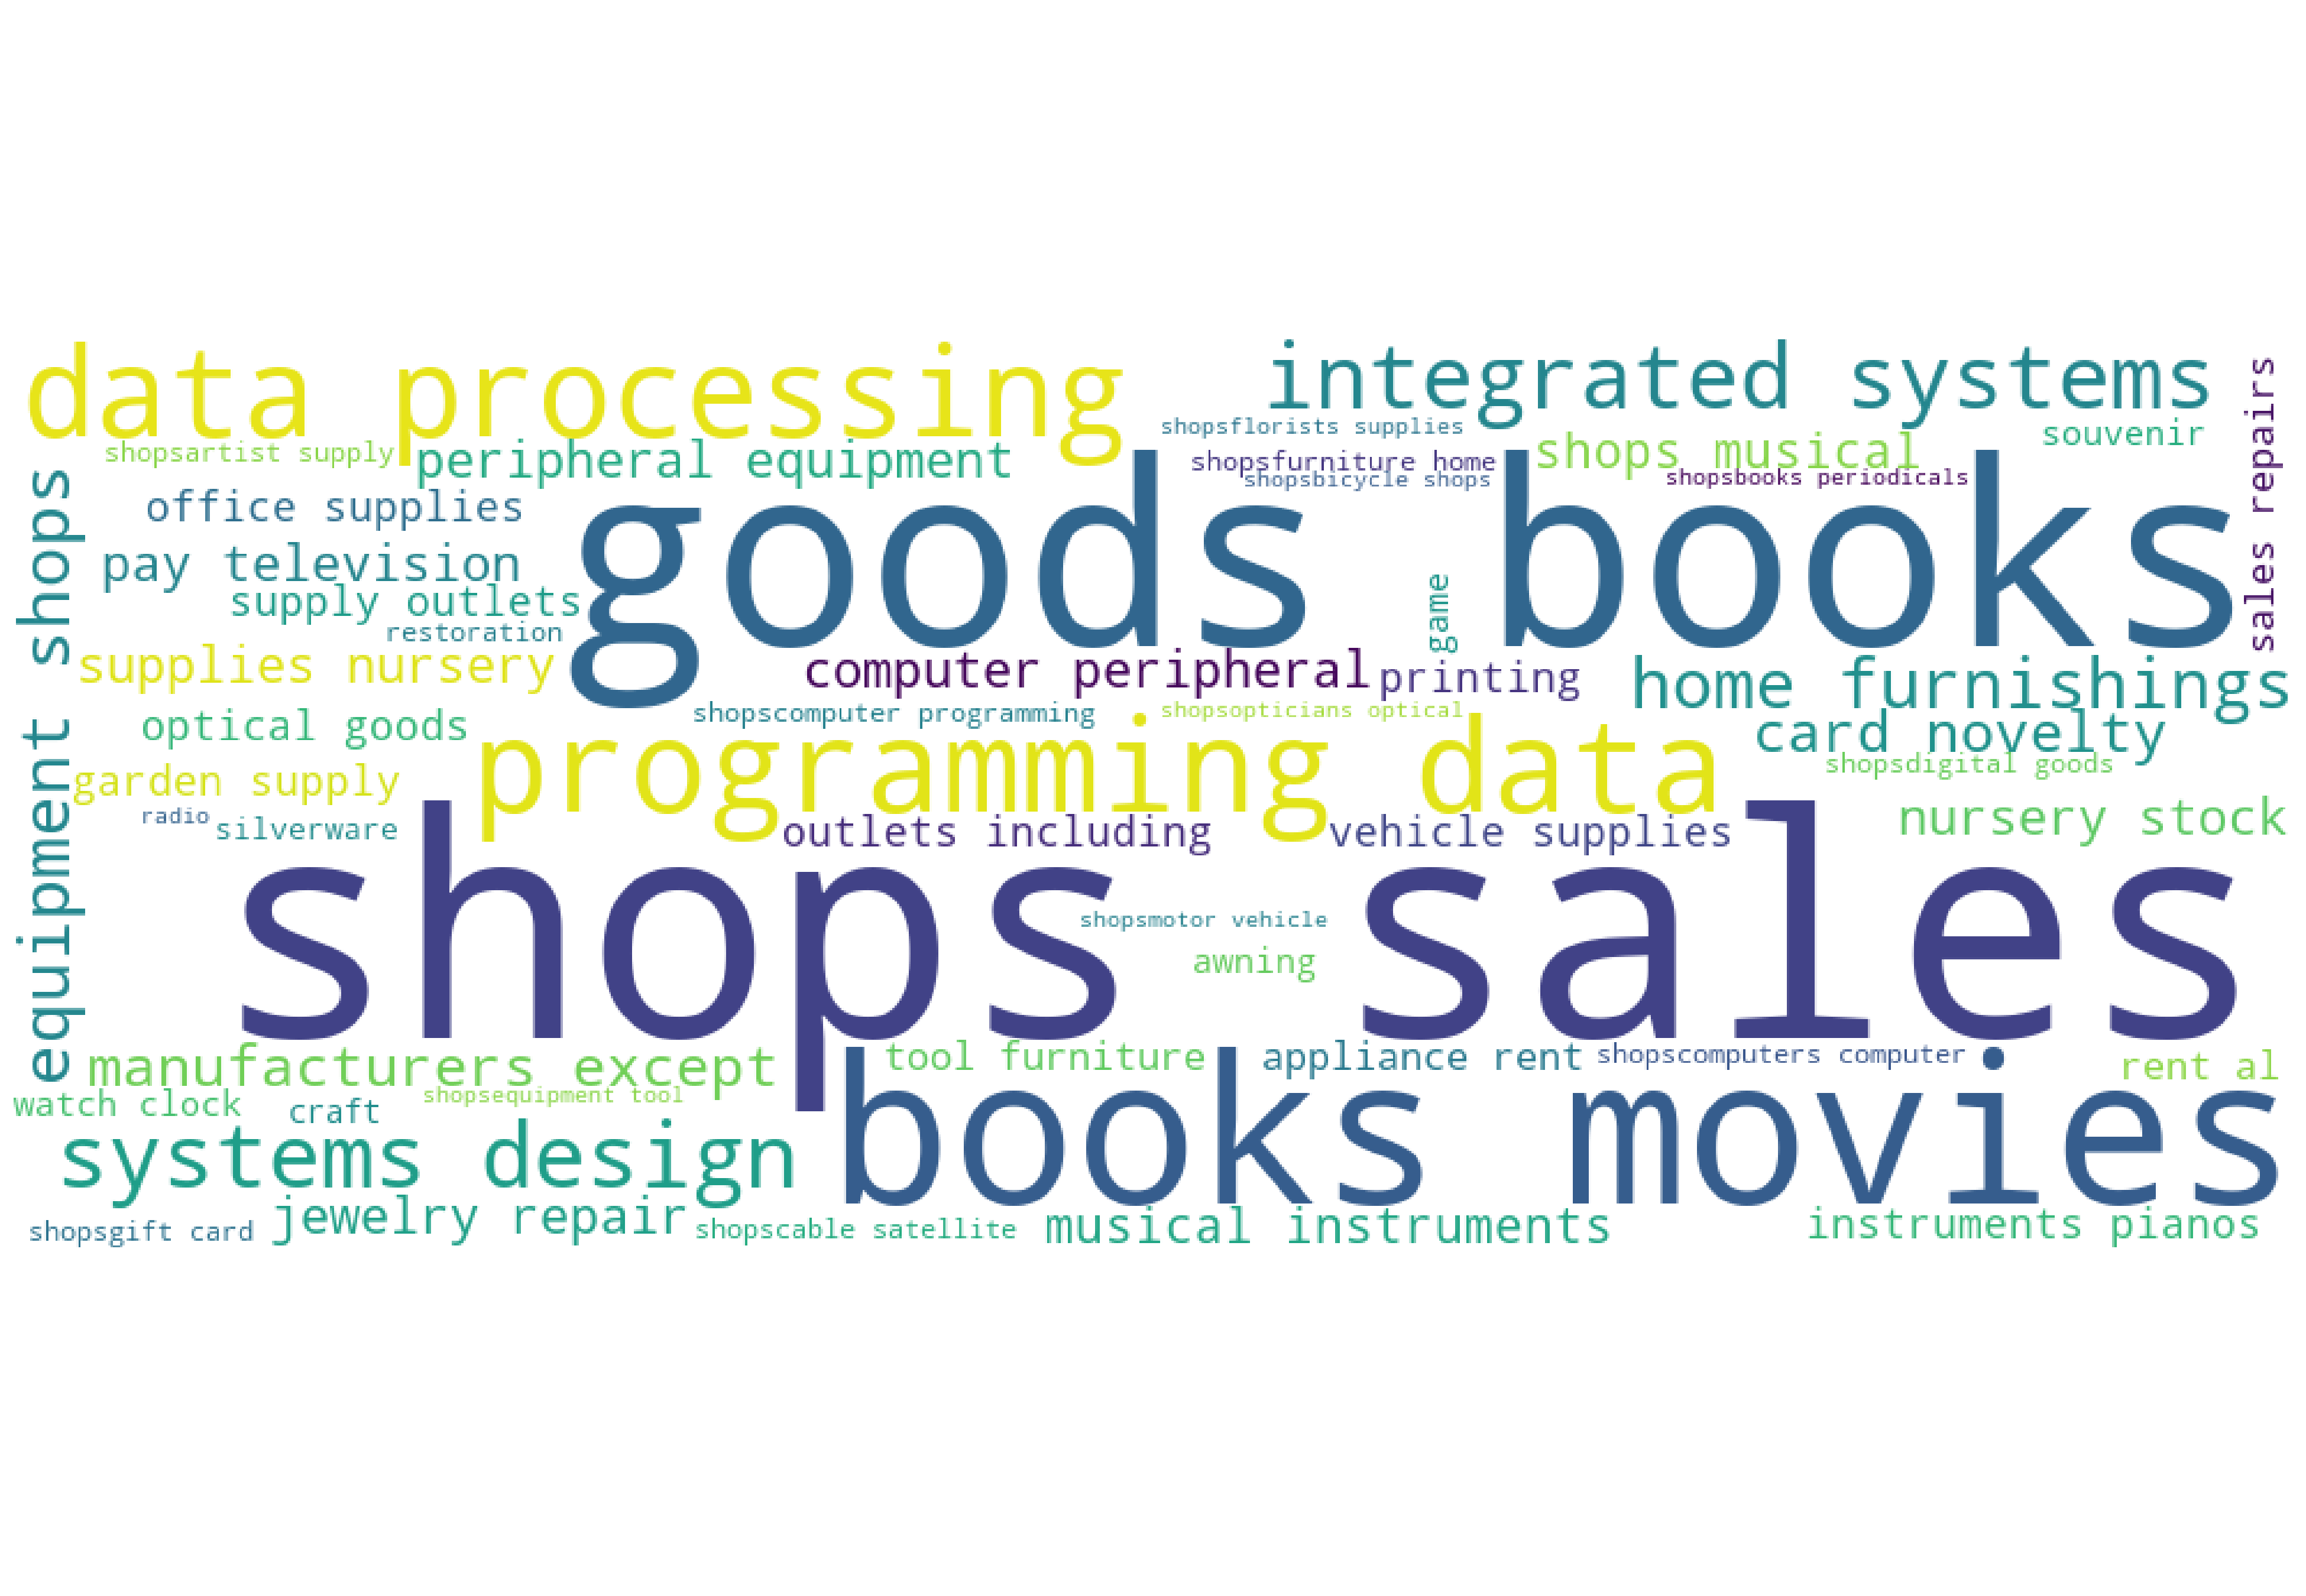 data processing
integrated systems
sales repairs
shopsflorists supplies
souvenir
shopsartist supply
peripheral equipment
shopsfurniture home
shops musical
shopsbicycle shops
shopsbooks periodicals
equipment shops
office supplies
goods books
pay television
supply outlets
game
restoration
supplies nursery
computer peripheral
printing
home furnishings
shopscomputer programming
shopsopticians optical
optical goods
programming data
card novelty
shopsdigital goods
garden supply
radio
silverware
outlets including
vehicle supplies
nursery stock
shops sales
shopsmotor vehicle
awning
manufacturers except
tool furniture
appliance rent
shopscomputers computer
rent al
watch clock
craft
shopsequipment tool
books movies
systems design
shopsgift card
jewelry repair
shopscable satellite
musical instruments
instruments pianos